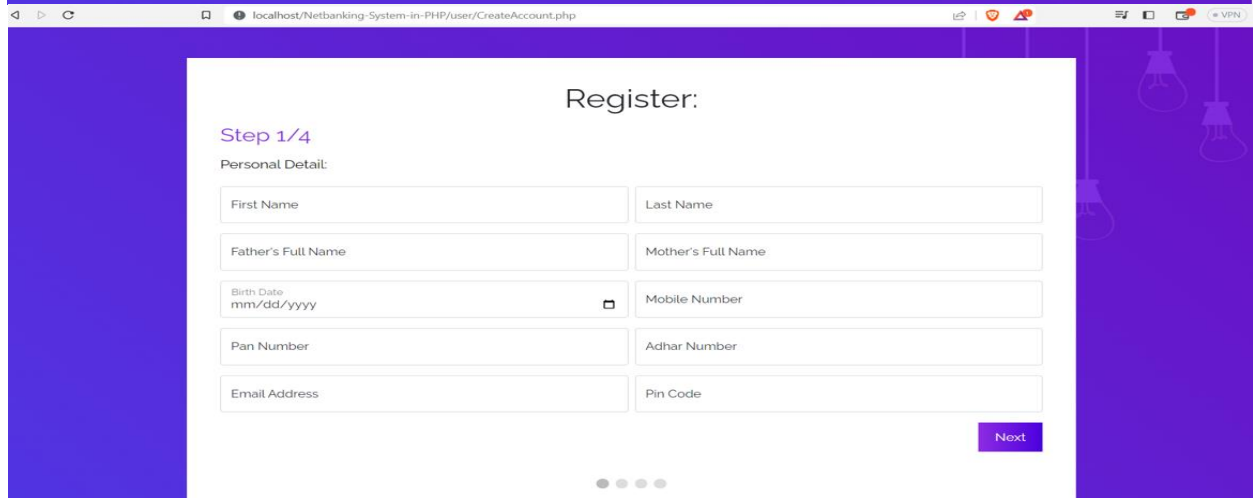 localhost/Netbanking-System-in-PHP/user/CreateAccount.php
VPN
Register:
Step 1/4
Personal Detail:
First Name
Last Name
Father's Full Name
Mother's Full Name
Birth Date
mm/dd/yyyy
Mobile Number
Pan Number
Adhar Number
Email Address
Pin Code
Next